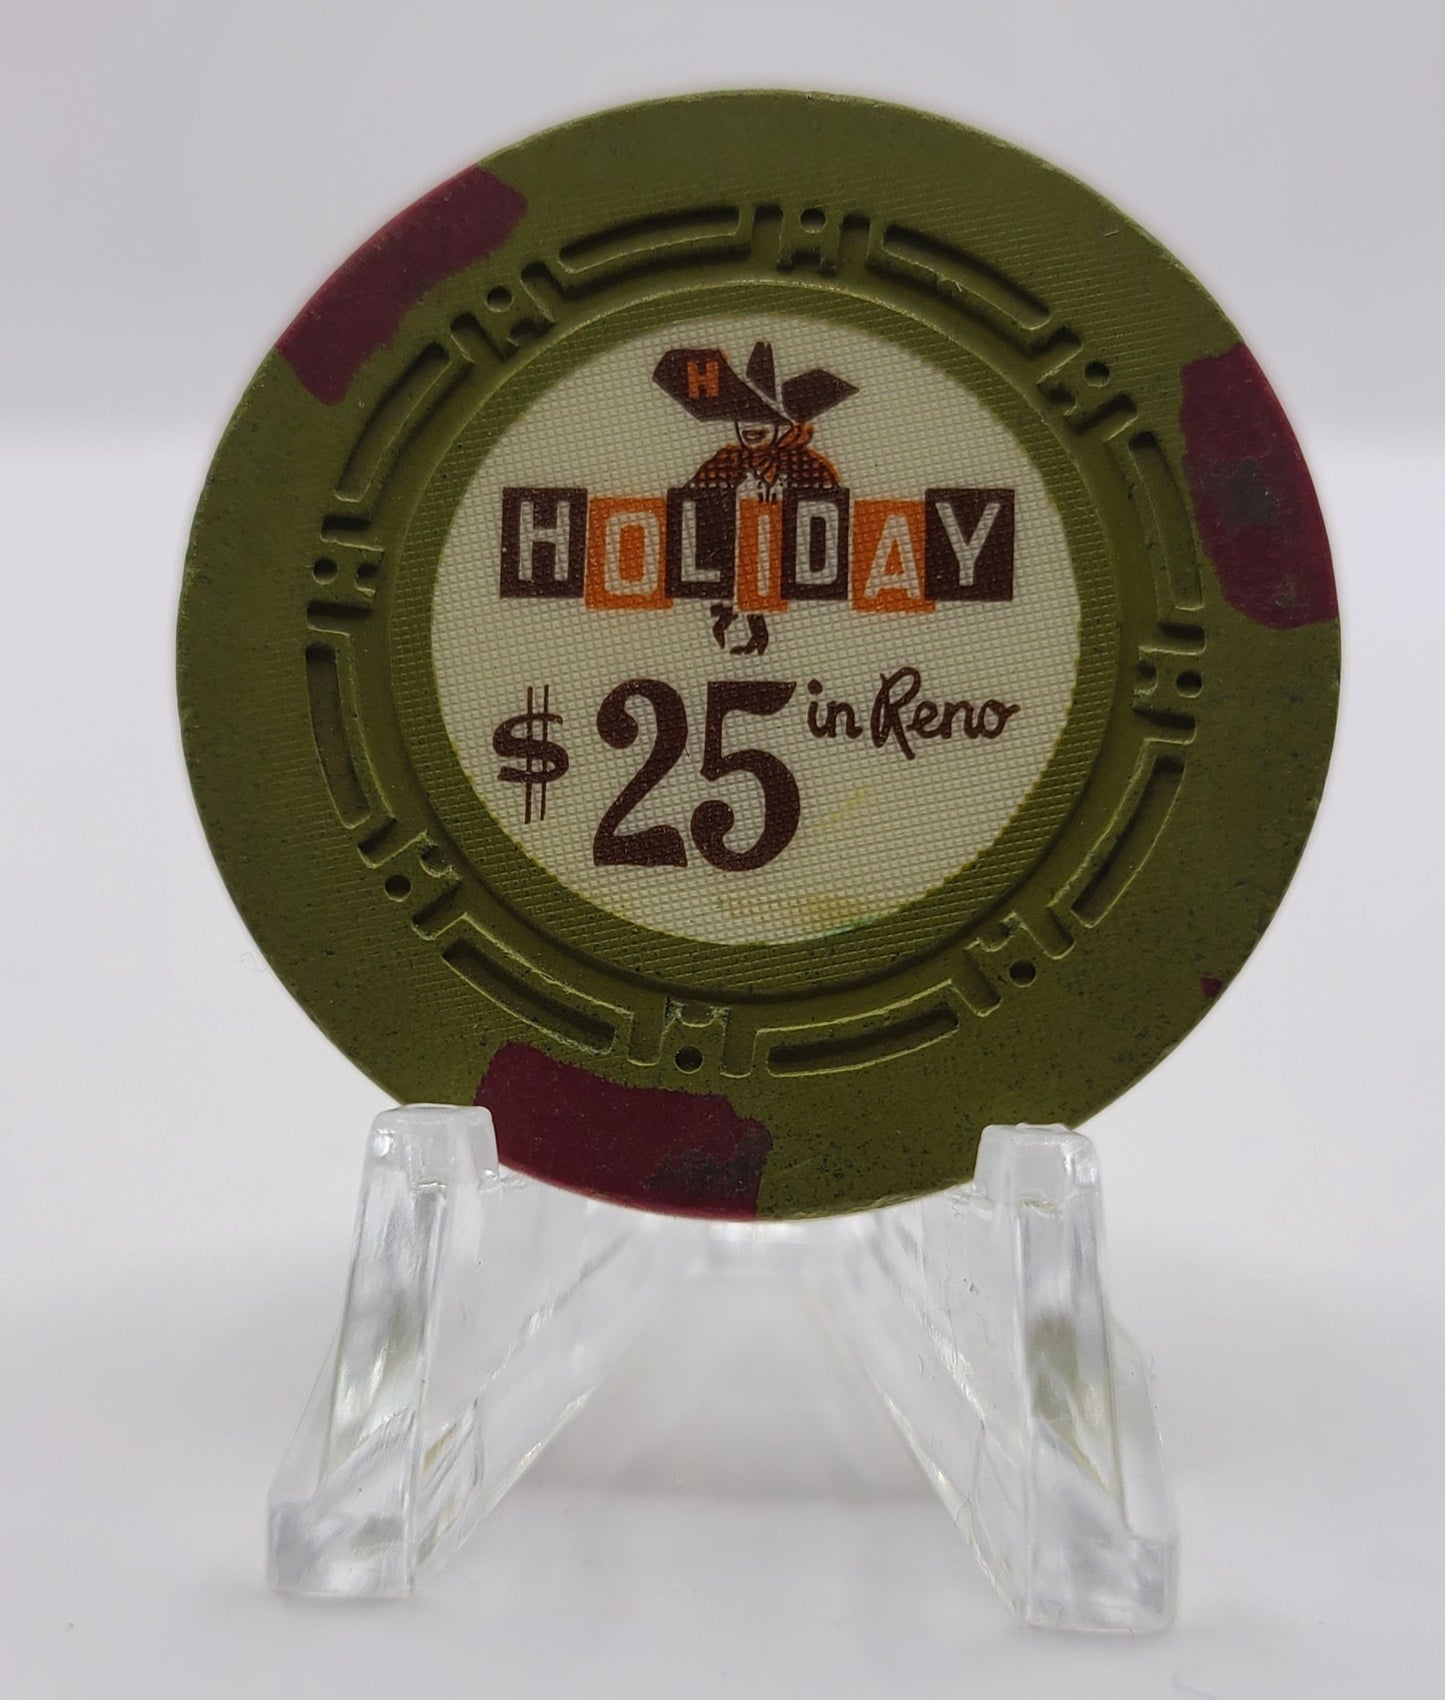 H
HOLIDAY
$25 in Reno